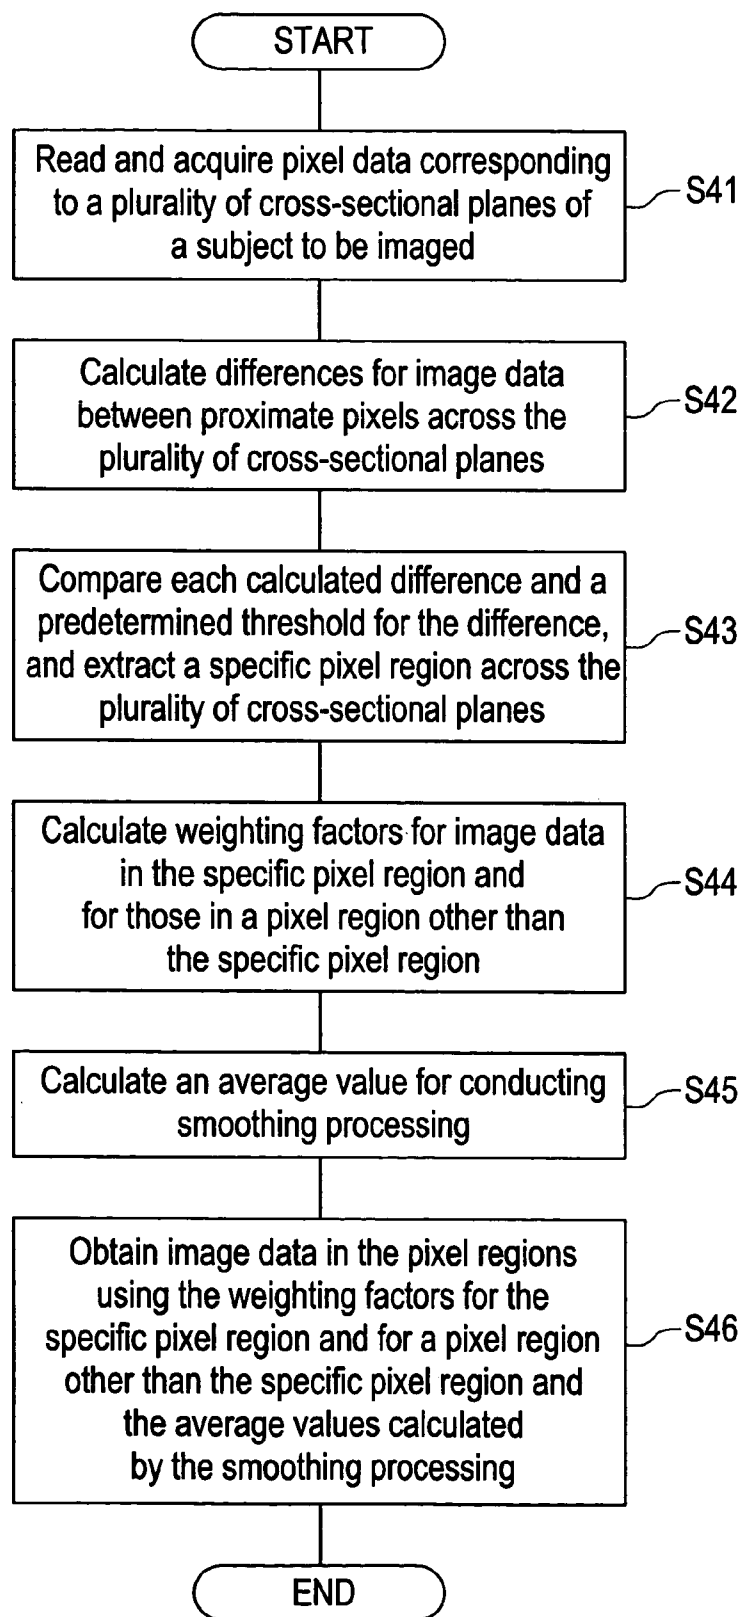 START
Read and acquire pixel data corresponding
to a plurality of cross-sectional planes of
a subject to be imaged
S41
Calculate differences for image data
between proximate pixels across the
plurality of cross-sectional planes
S42
Compare each calculated difference and a
predetermined threshold for the difference,
and extract a specific pixel region across the
plurality of cross-sectional planes
S43
Calculate weighting factors for image data
in the specific pixel region and
for those in a pixel region other than
the specific pixel region
S44
Calculate an average value for conducting
smoothing processing
S45
Obtain image data in the pixel regions
using the weighting factors for the
specific pixel region and for a pixel region
other than the specific pixel region and
the average values calculated
by the smoothing processing
S46
END